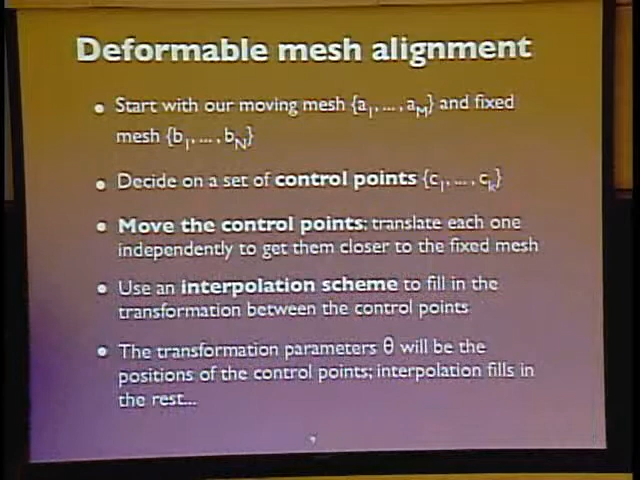 Deformable mesh alignment
• Start with our moving mesh {a₁,...,a_M} and fixed
mesh {b₁,...,b_N}
• Decide on a set of control points {c₁,...,c_k}
• Move the control points: translate each one
independently to get them closer to the fixed mesh
• Use an interpolation scheme to fill in the
transformation between the control points
• The transformation parameters θ will be the
positions of the control points; interpolation fills in
the rest...